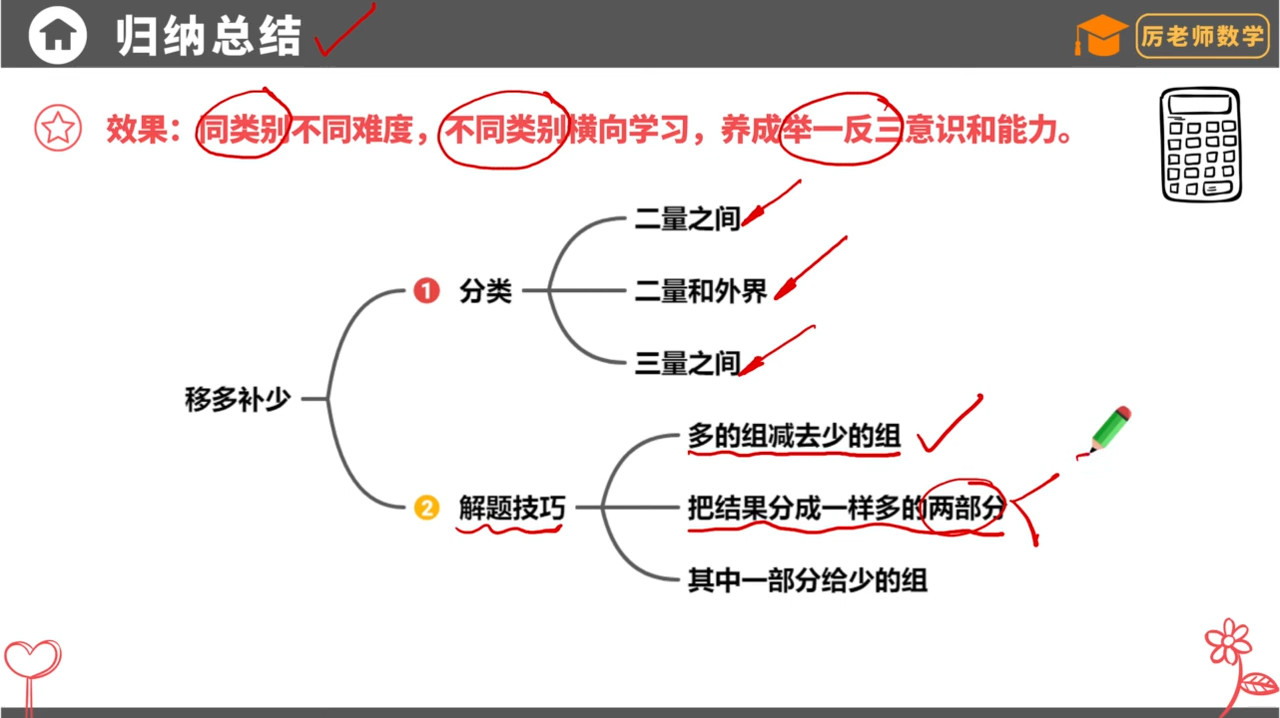 归纳总结
厉老师数学
效果：同类别不同难度，不同类别横向学习，养成举一反三意识和能力。
二量之间
1 分类
二量和外界
三量之间
移多补少
多的组减去少的组
2 解题技巧
把结果分成一样多的两部分
其中一部分给少的组